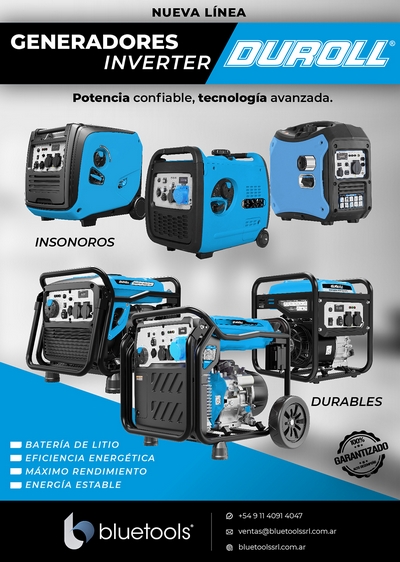 NUEVA LÍNEA
GENERADORES
INVERTER
DUROLL®
Potencia confiable, tecnología avanzada.
INSONOROS
DURABLES
100%
GARANTIZADO
BATERÍA DE LITIO
EFICIENCIA ENERGÉTICA
MÁXIMO RENDIMIENTO
ENERGÍA ESTABLE
bluetools®
+54 9 11 4091 4047
ventas@bluetoolssrl.com.ar
bluetoolssrl.com.ar